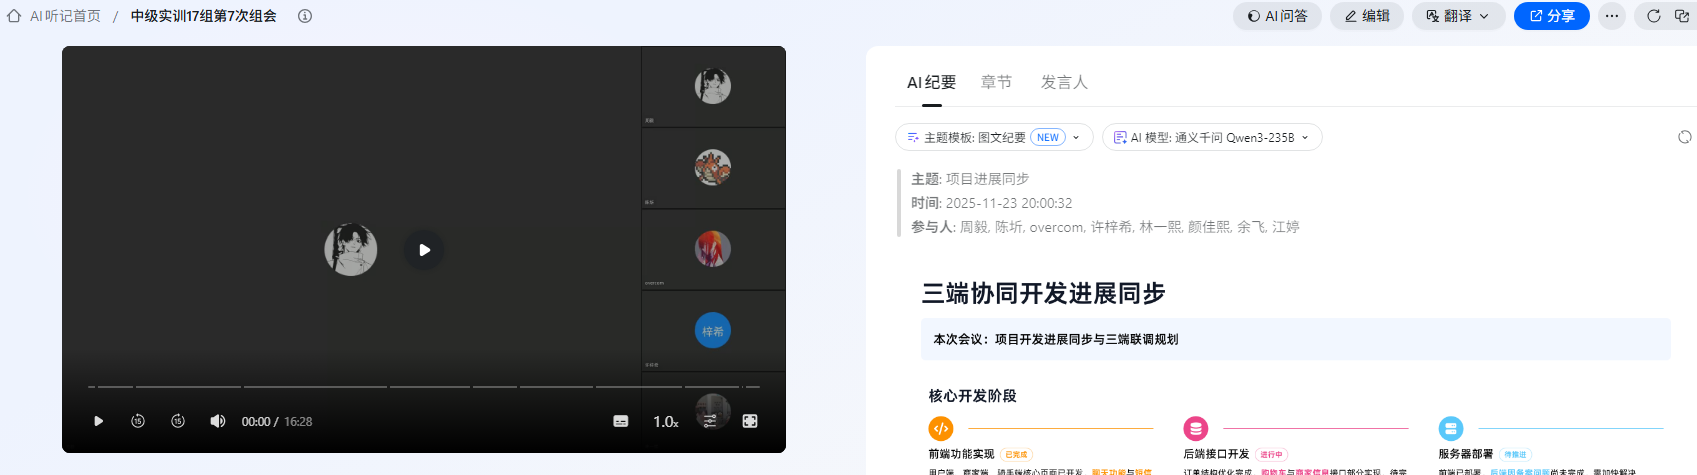 AI听记首页 / 中级实训17组第7次组会
AI问答
编辑
翻译
分享
梓希
00:00 / 16:28
1.0x
AI纪要 章节 发言人
主题模板: 图文纪要 NEW
AI 模型: 通义千问 Qwen3-235B
主题: 项目进展同步
时间: 2025-11-23 20:00:32
参与人: 周毅, 陈圻, overcom, 许梓希, 林一熙, 颜佳熙, 余飞, 江婷
三端协同开发进展同步
本次会议：项目开发进展同步与三端联调规划
核心开发阶段
前端功能实现 已完成
后端接口开发 进行中
服务器部署 待推进